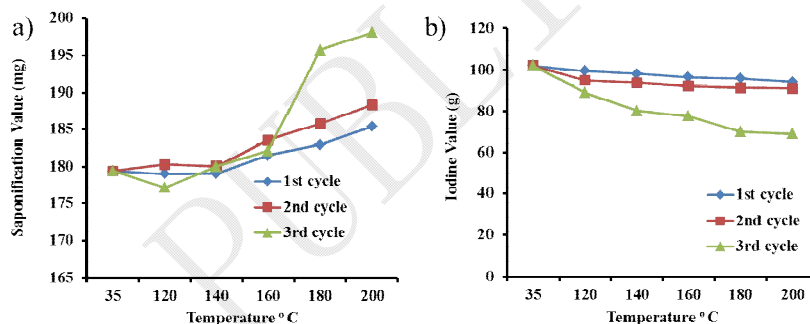 a)
Saponification Value (mg)
200
195
190
185
180
175
170
165
35 120 140 160 180 200
Temperature ° C
1st cycle
2nd cycle
3rd cycle
b)
Iodine Value (g)
120
100
80
60
40
20
0
35 120 140 160 180 200
Temperature ° C
1st cycle
2nd cycle
3rd cycle